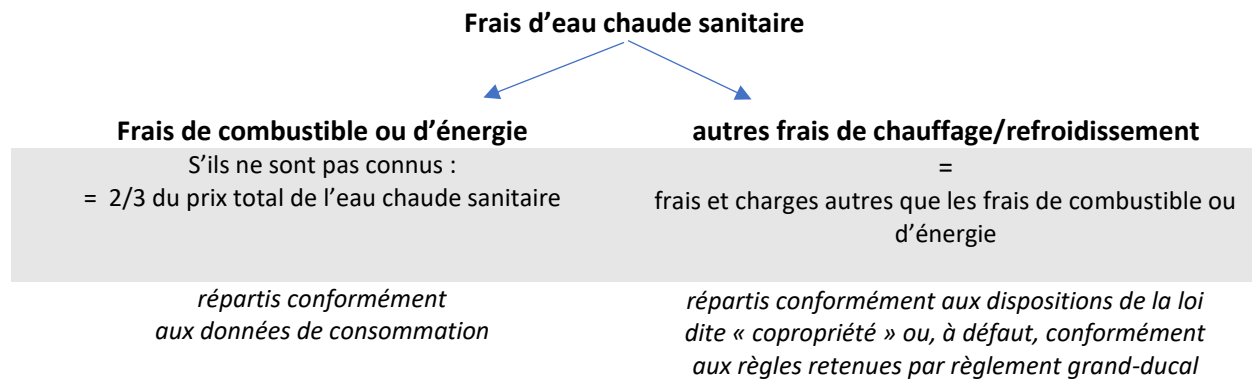 Frais d’eau chaude sanitaire
Frais de combustible ou d’énergie
S’ils ne sont pas connus :
= 2/3 du prix total de l’eau chaude sanitaire
répartis conformément
aux données de consommation
autres frais de chauffage/refroidissement
=
frais et charges autres que les frais de combustible ou
d’énergie
répartis conformément aux dispositions de la loi
dite « copropriété » ou, à défaut, conformément
aux règles retenues par règlement grand-ducal